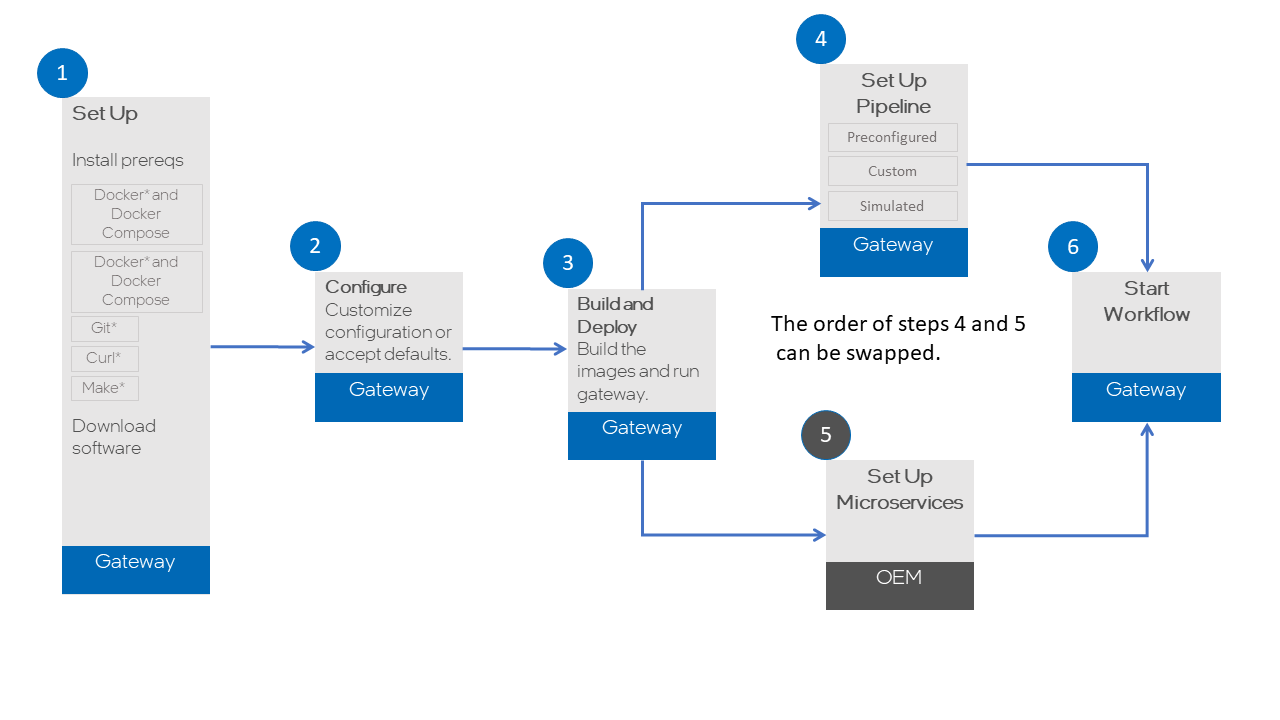 1
Set Up
Install prereqs
Docker* and
Docker
Compose
Docker* and
Docker
Compose
Git*
Curl*
Make*
Download
software
Gateway
2
Configure
Customize
configuration or
accept defaults.
Gateway
3
Build and
Deploy
Build the
images and run
gateway.
Gateway
4
Set Up
Pipeline
Preconfigured
Custom
Simulated
Gateway
The order of steps 4 and 5
can be swapped.
5
Set Up
Microservices
OEM
6
Start
Workflow
Gateway